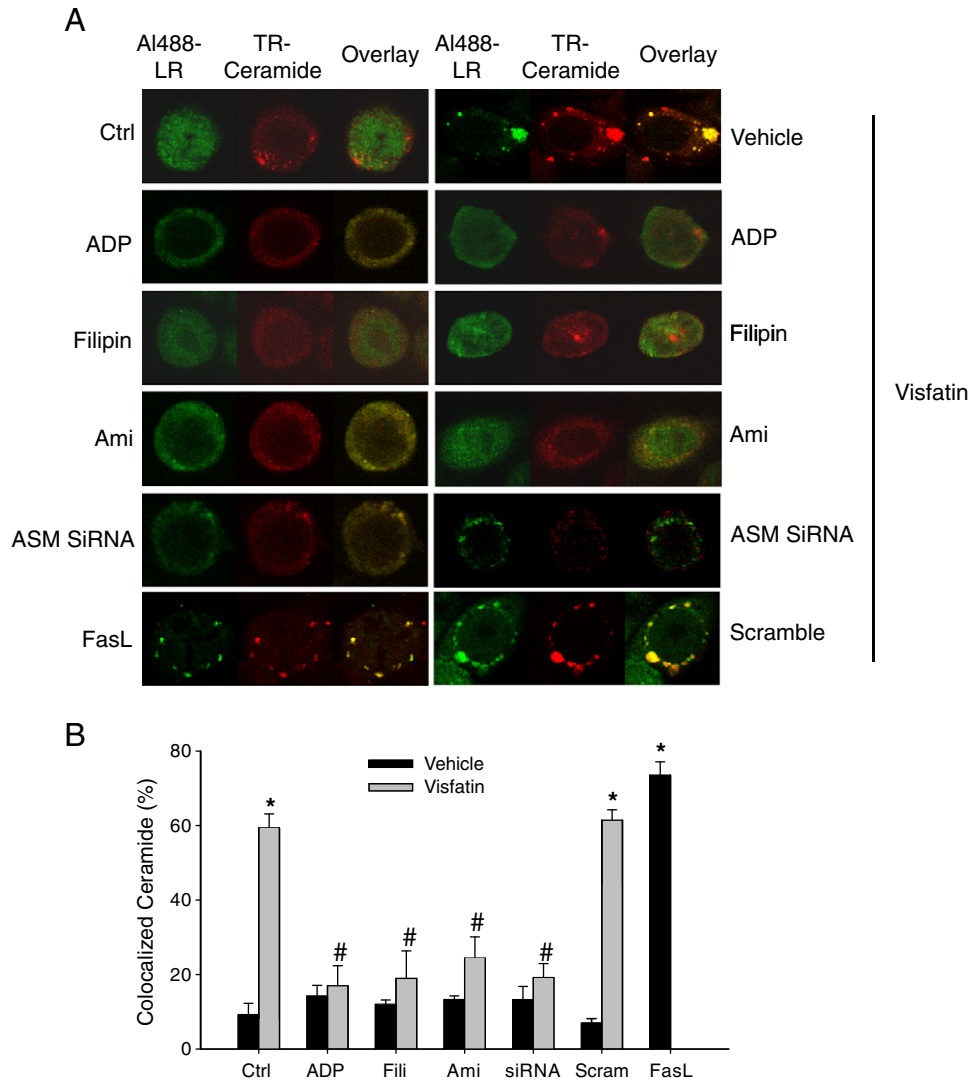 A
Al488-LR TR-Ceramide Overlay Al488-LR TR-Ceramide Overlay
Ctrl Vehicle
ADP ADP
Filipin Filipin
Ami Ami
ASM SiRNA ASM SiRNA
FasL Scramble
Visfatin
B
Colocalized Ceramide (%)
80
60
40
20
0
Vehicle
Visfatin
* # # # # * *
Ctrl ADP Fili Ami siRNA Scram FasL